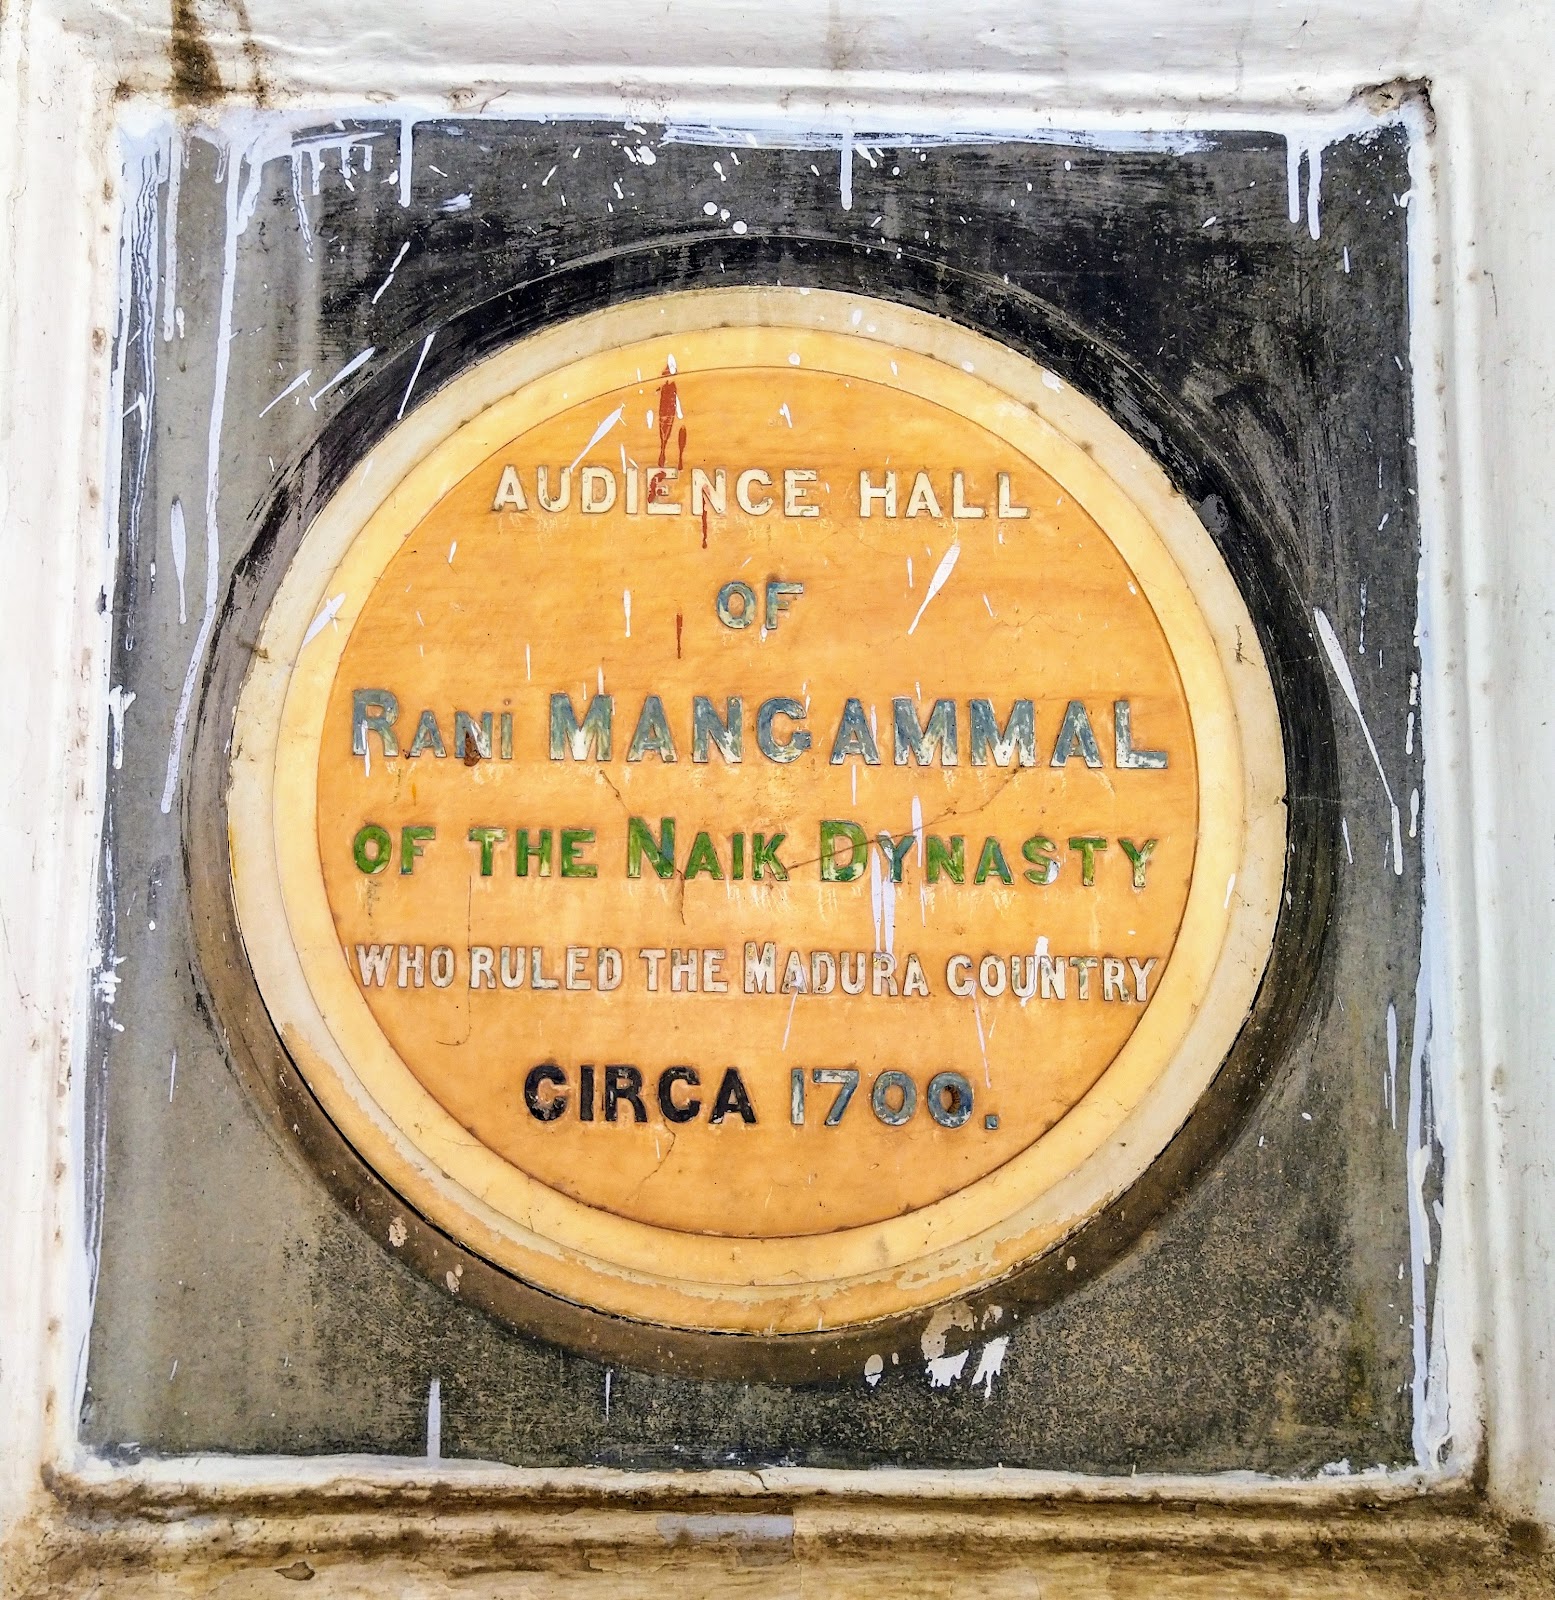 AUDIENCE HALL
OF
RANi MANGAMMAL
OF THE NAIK DYNASTY
WHO RULED THE MADURA COUNTRY
CIRCA 1700.